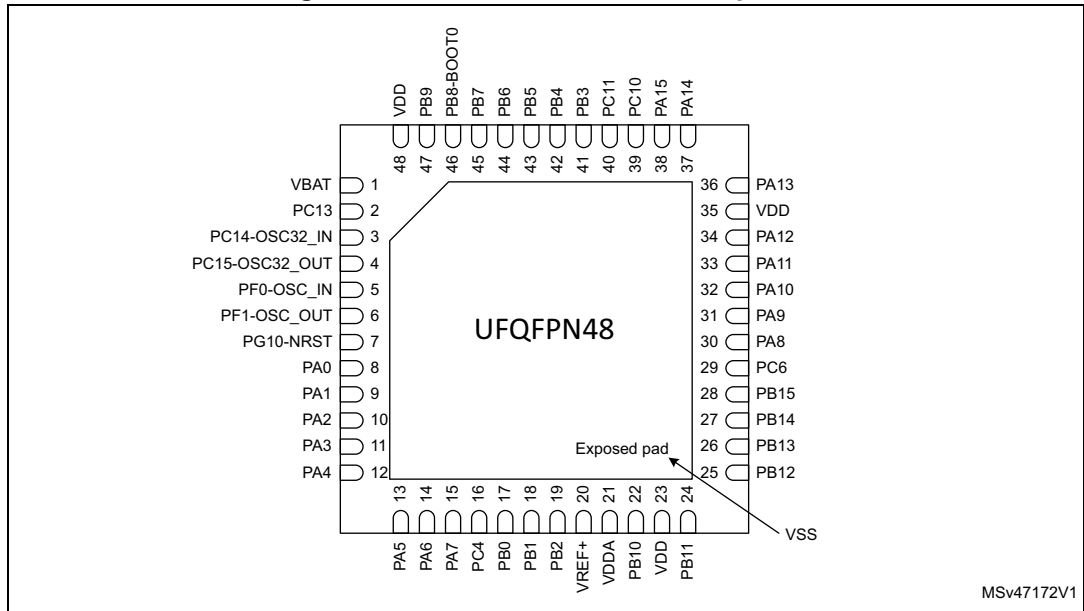 VDD
PB9
PB8-BOOT0
PB7
PB6
PB5
PB4
PB3
PC11
PC10
PA15
PA14
48
47
46
45
44
43
42
41
40
39
38
37
VBAT 1
PC13 2
PC14-OSC32_IN 3
PC15-OSC32_OUT 4
PF0-OSC_IN 5
PF1-OSC_OUT 6
PG10-NRST 7
PA0 8
PA1 9
PA2 10
PA3 11
PA4 12
36 PA13
35 VDD
34 PA12
33 PA11
32 PA10
31 PA9
30 PA8
29 PC6
28 PB15
27 PB14
26 PB13
25 PB12
UFQFPN48
Exposed pad
13
14
15
16
17
18
19
20
21
22
23
24
PA5
PA6
PA7
PC4
PB0
PB1
PB2
VREF+
VDDA
PB10
VDD
PB11
VSS
MSv47172V1